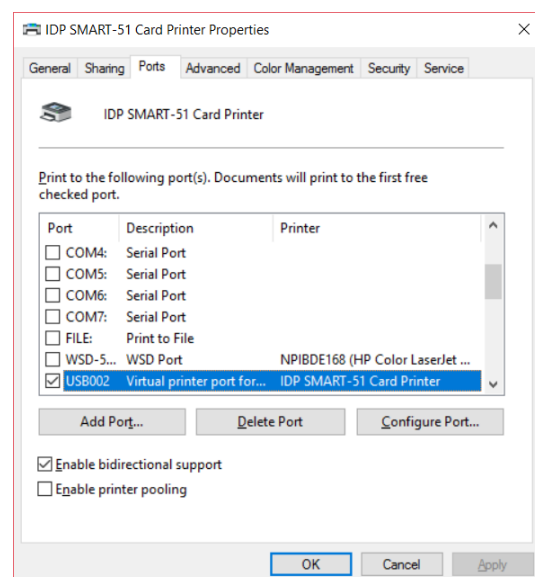 IDP SMART-51 Card Printer Properties
General Sharing Ports Advanced Color Management Security Service
IDP SMART-51 Card Printer
Print to the following port(s). Documents will print to the first free
checked port.
Port Description Printer
COM4: Serial Port
COM5: Serial Port
COM6: Serial Port
COM7: Serial Port
FILE: Print to File
WSD-5... WSD Port NPIBDE168 (HP Color LaserJet ...
USB002 Virtual printer port for... IDP SMART-51 Card Printer
Add Port... Delete Port Configure Port...
Enable bidirectional support
Enable printer pooling
OK Cancel Apply